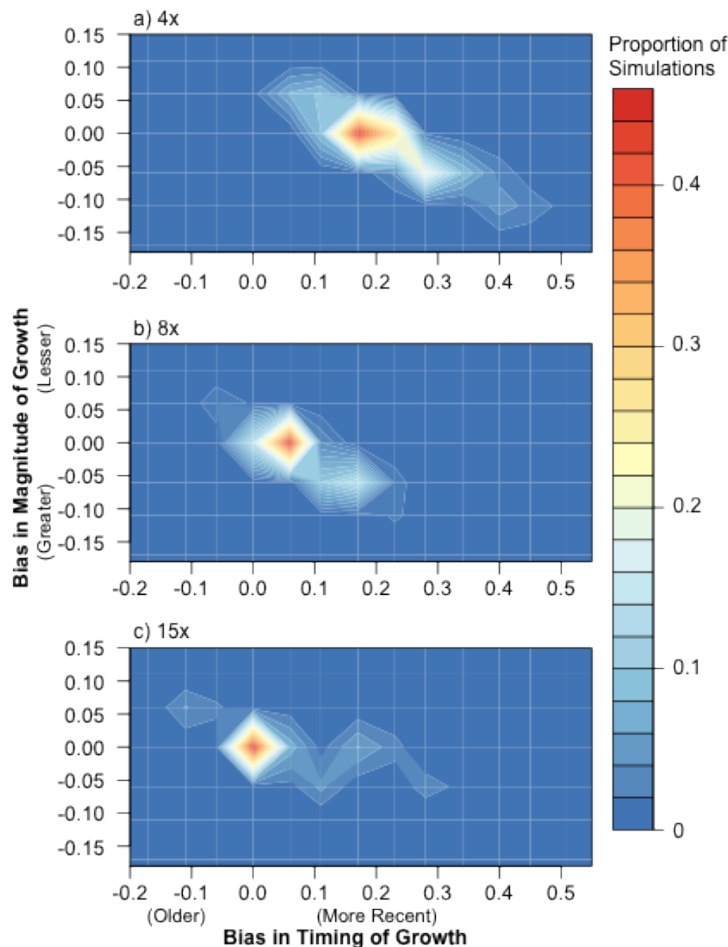 a) 4x
0.15
0.10
0.05
0.00
-0.05
-0.10
-0.15
-0.2 -0.1 0.0 0.1 0.2 0.3 0.4 0.5
b) 8x
0.15
0.10
0.05
0.00
-0.05
-0.10
-0.15
-0.2 -0.1 0.0 0.1 0.2 0.3 0.4 0.5
c) 15x
0.15
0.10
0.05
0.00
-0.05
-0.10
-0.15
-0.2 -0.1 0.0 0.1 0.2 0.3 0.4 0.5
(Older) (More Recent)
Bias in Timing of Growth
Bias in Magnitude of Growth
(Greater) (Lesser)
Proportion of
Simulations
0.4
0.3
0.2
0.1
0